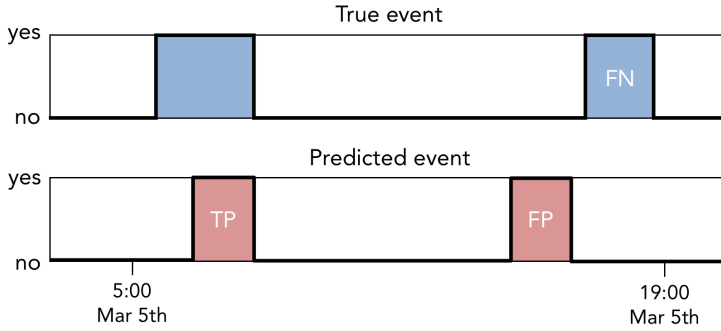 True event
yes
FN
no
Predicted event
yes
TP
FP
no
5:00
Mar 5th
19:00
Mar 5th